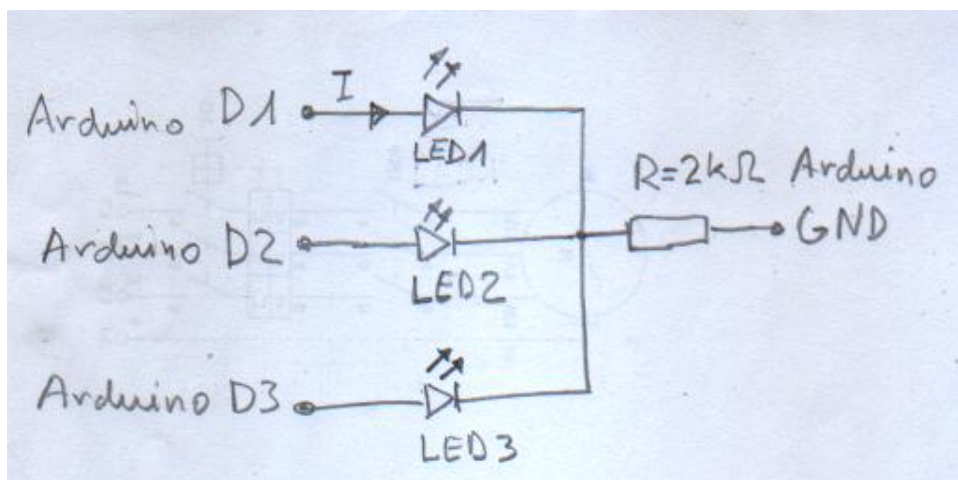 Arduino D1
I
LED1
R=2kΩ Arduino
GND
Arduino D2
LED2
Arduino D3
LED3